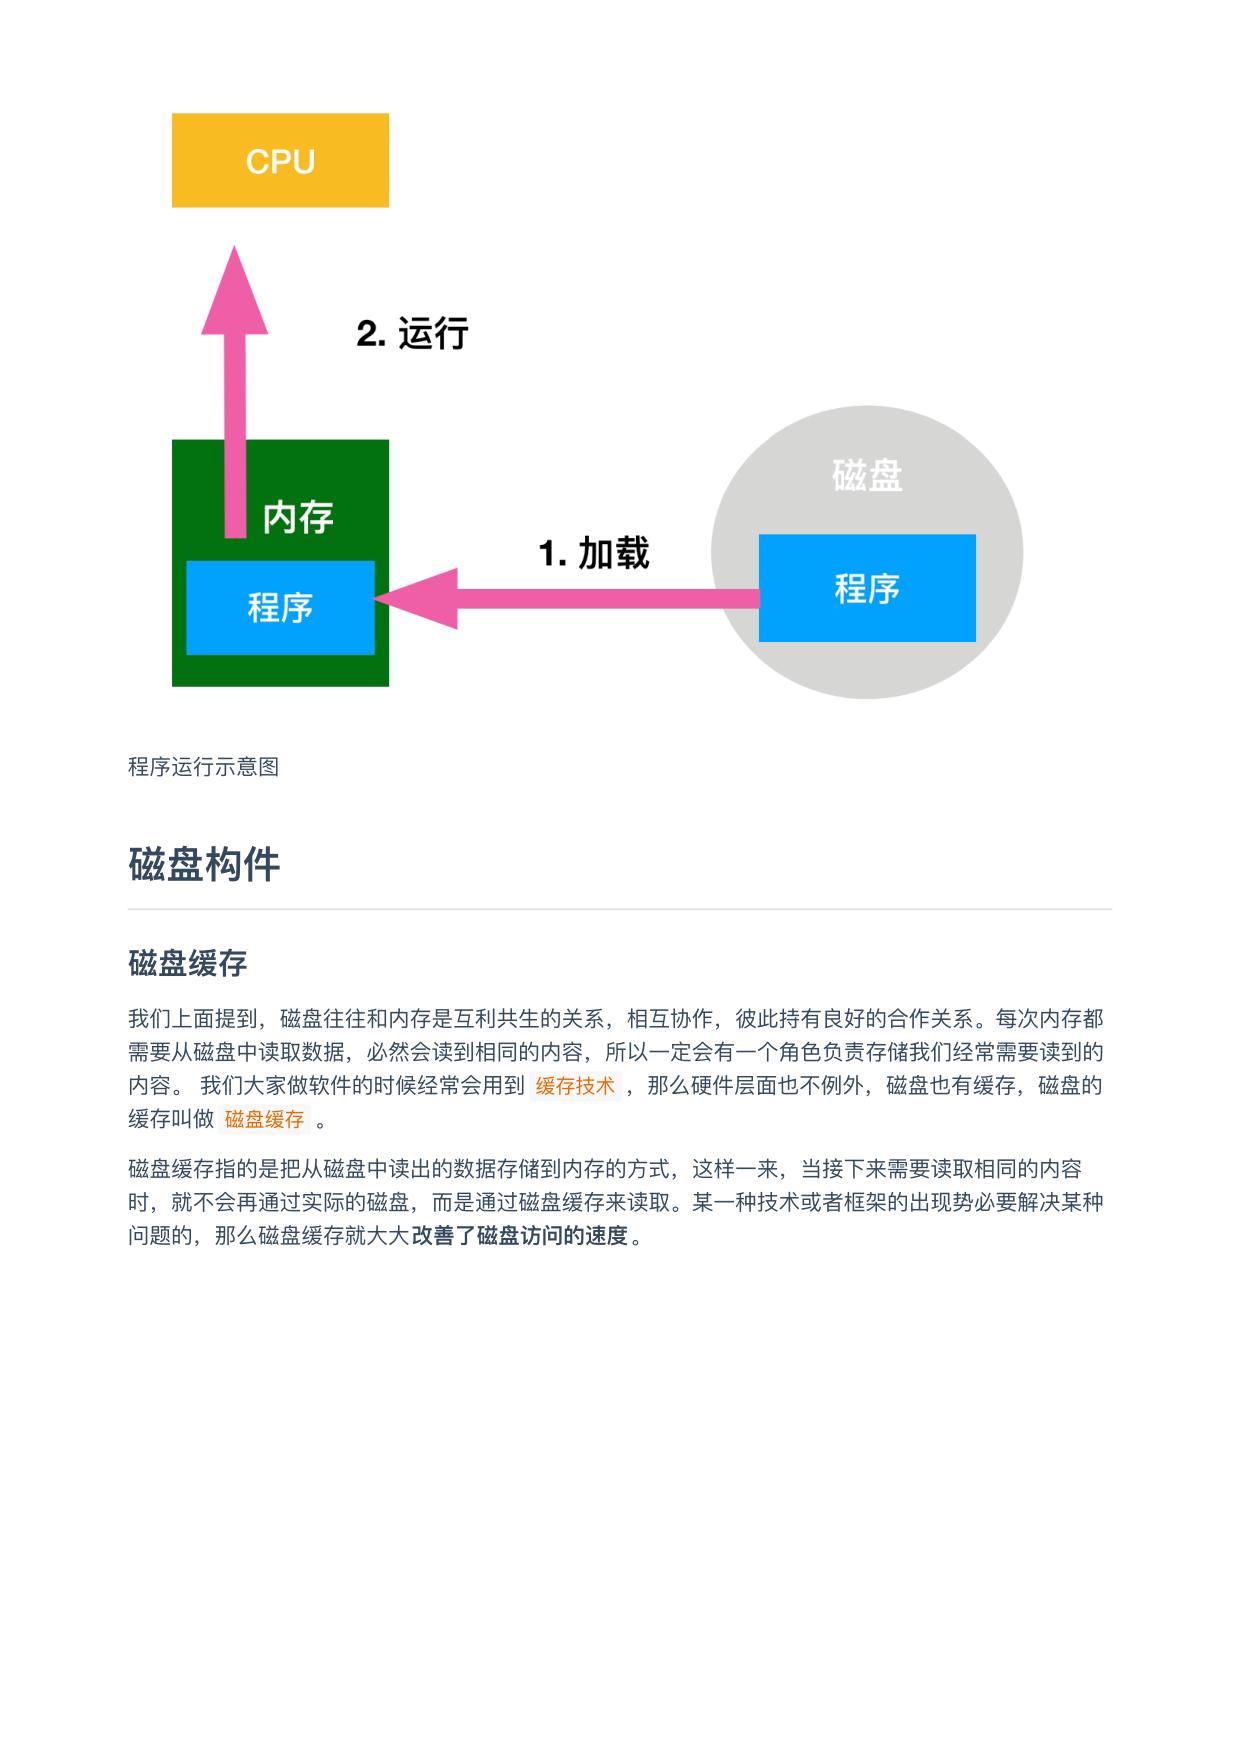 CPU
2. 运行
磁盘
内存
1. 加载
程序
程序
程序运行示意图
磁盘构件
磁盘缓存
我们上面提到，磁盘往往和内存是互利共生的关系，相互协作，彼此持有良好的合作关系。每次内存都
需要从磁盘中读取数据，必然会读到相同的内容，所以一定会有一个角色负责存储我们经常需要读到的
内容。 我们大家做软件的时候经常会用到 缓存技术 ，那么硬件层面也不例外，磁盘也有缓存，磁盘的
缓存叫做 磁盘缓存 。
磁盘缓存指的是把从磁盘中读出的数据存储到内存的方式，这样一来，当接下来需要读取相同的内容
时，就不会再通过实际的磁盘，而是通过磁盘缓存来读取。某一种技术或者框架的出现势必要解决某种
问题的，那么磁盘缓存就大大改善了磁盘访问的速度。